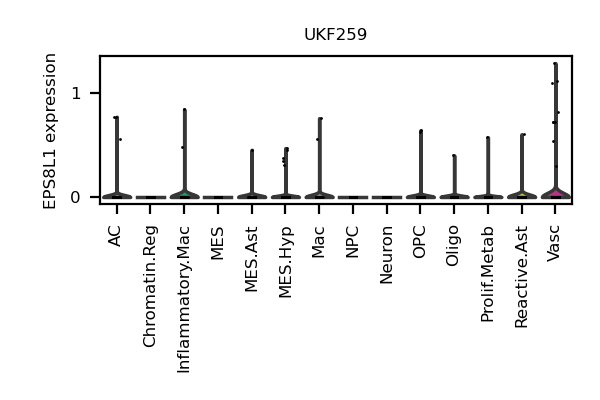 UKF259
EPS8L1 expression
1
0
AC
Chromatin.Reg
Inflammatory.Mac
MES
MES.Ast
MES.Hyp
Mac
NPC
Neuron
OPC
Oligo
Prolif.Metab
Reactive.Ast
Vasc